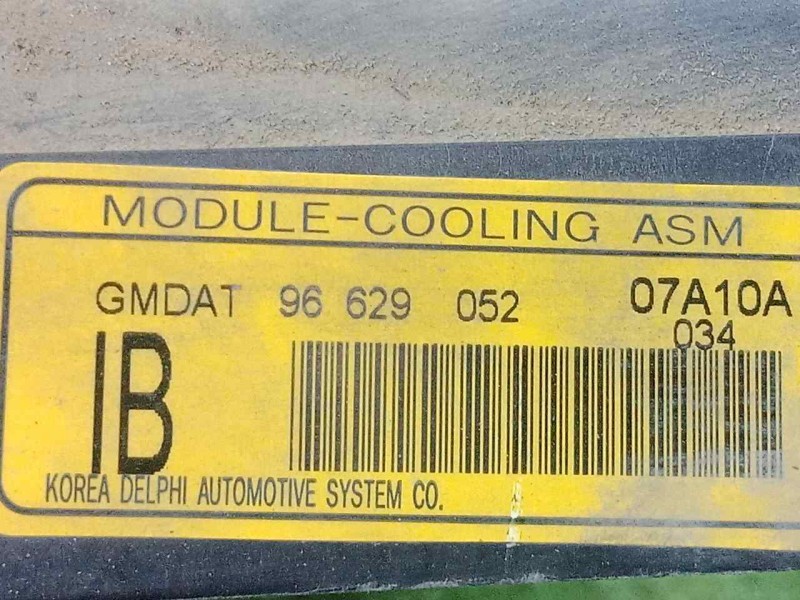 MODULE-COOLING ASM
GMDAT 96 629 052 07A10A
034
IB
KOREA DELPHI AUTOMOTIVE SYSTEM CO.